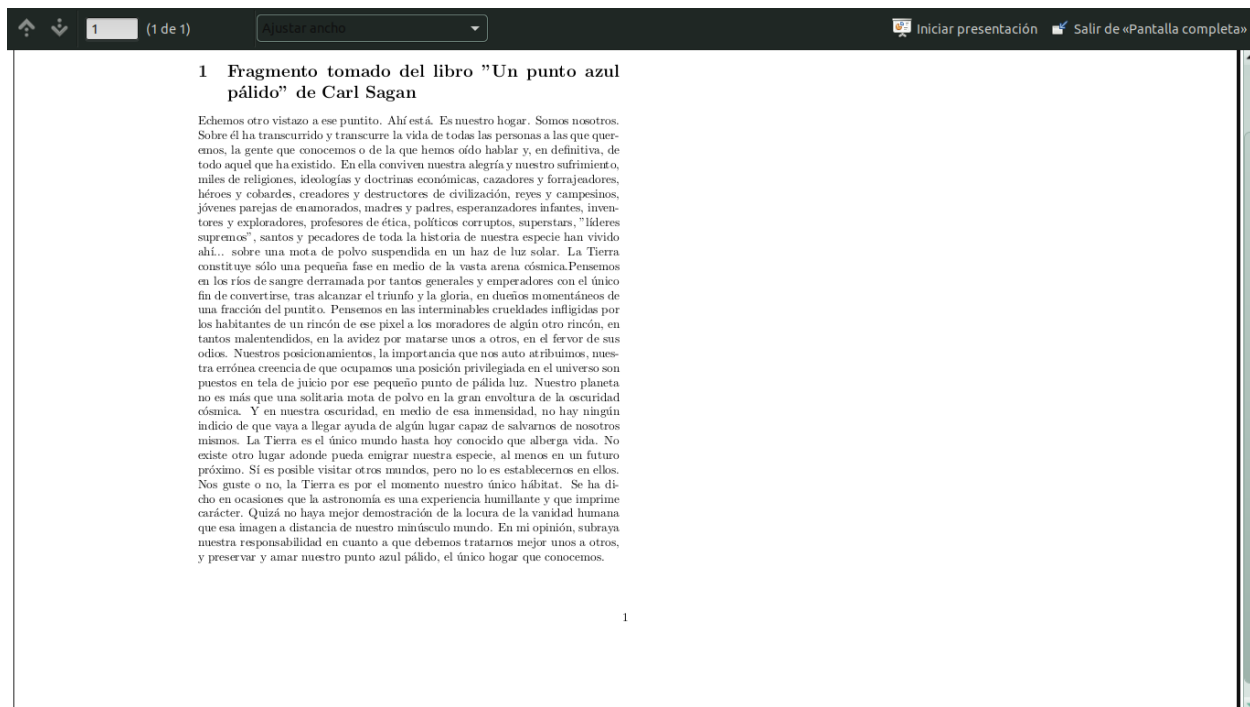 1 (1 de 1) Ajustar ancho Iniciar presentación Salir de «Pantalla completa»
1 Fragmento tomado del libro ”Un punto azul
pálido” de Carl Sagan
Echemos otro vistazo a ese puntito. Ahí está. Es nuestro hogar. Somos nosotros.
Sobre él ha transcurrido y transcurre la vida de todas las personas a las que quer-
emos, la gente que conocemos o de la que hemos oído hablar y, en definitiva, de
todo aquel que ha existido. En ella conviven nuestra alegría y nuestro sufrimiento,
miles de religiones, ideologías y doctrinas económicas, cazadores y forrajeadores,
héroes y cobardes, creadores y destructores de civilización, reyes y campesinos,
jóvenes parejas de enamorados, madres y padres, esperanzadores infantes, inven-
tores y exploradores, profesores de ética, políticos corruptos, superstars, ”líderes
supremos”, santos y pecadores de toda la historia de nuestra especie han vivido
ahí... sobre una mota de polvo suspendida en un haz de luz solar. La Tierra
constituye sólo una pequeña fase en medio de la vasta arena cósmica.Pensemos
en los ríos de sangre derramada por tantos generales y emperadores con el único
fin de convertirse, tras alcanzar el triunfo y la gloria, en dueños momentáneos de
una fracción del puntito. Pensemos en las interminables crueldades infligidas por
los habitantes de un rincón de ese pixel a los moradores de algún otro rincón, en
tantos malentendidos, en la avidez por matarse unos a otros, en el fervor de sus
odios. Nuestros posicionamientos, la importancia que nos auto atribuimos, nues-
tra errónea creencia de que ocupamos una posición privilegiada en el universo son
puestos en tela de juicio por ese pequeño punto de pálida luz. Nuestro planeta
no es más que una solitaria mota de polvo en la gran envoltura de la oscuridad
cósmica. Y en nuestra oscuridad, en medio de esa inmensidad, no hay ningún
indicio de que vaya a llegar ayuda de algún lugar capaz de salvarnos de nosotros
mismos. La Tierra es el único mundo hasta hoy conocido que alberga vida. No
existe otro lugar adonde pueda emigrar nuestra especie, al menos en un futuro
próximo. Sí es posible visitar otros mundos, pero no lo es establecernos en ellos.
Nos guste o no, la Tierra es por el momento nuestro único hábitat. Se ha di-
cho en ocasiones que la astronomía es una experiencia humillante y que imprime
carácter. Quizá no haya mejor demostración de la locura de la vanidad humana
que esa imagen a distancia de nuestro minúsculo mundo. En mi opinión, subraya
nuestra responsabilidad en cuanto a que debemos tratarnos mejor unos a otros,
y preservar y amar nuestro punto azul pálido, el único hogar que conocemos.
1